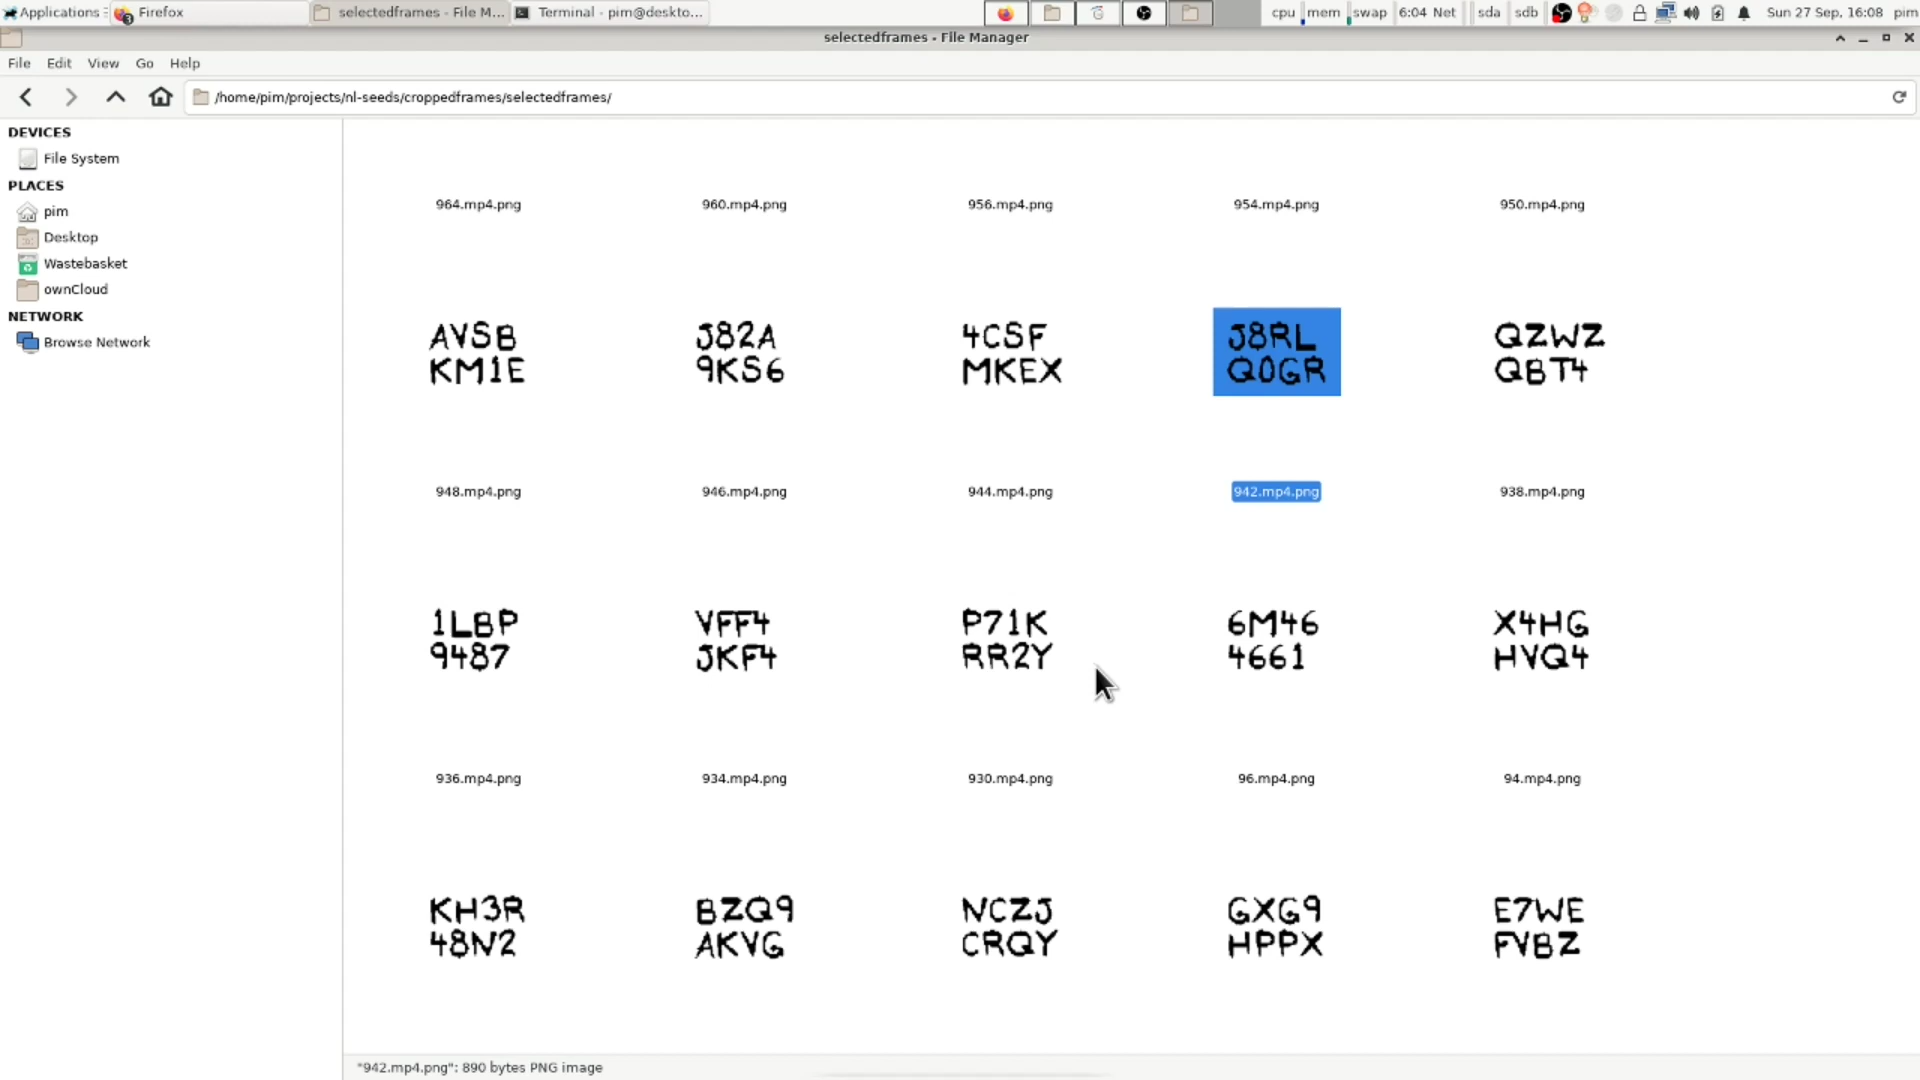 Applications
Firefox
selectedframes - File M...
Terminal - pim@deskto...
cpu
mem
swap
6:04 Net
sda
sdb
Sun 27 Sep, 16:08
pim
selectedframes - File Manager
File Edit View Go Help
/home/pim/projects/nl-seeds/croppedframes/selectedframes/
DEVICES
File System
PLACES
pim
Desktop
Wastebasket
ownCloud
NETWORK
Browse Network
964.mp4.png 960.mp4.png 956.mp4.png 954.mp4.png 950.mp4.png
AVSB J82A 4CSF J8RL QZWZ
KM1E 9KS6 MKEX Q0GR QBT4
948.mp4.png 946.mp4.png 944.mp4.png 942.mp4.png 938.mp4.png
1LBP VFF4 P71K 6M46 X4HG
9487 JKF4 RR2Y 4661 HVQ4
936.mp4.png 934.mp4.png 930.mp4.png 96.mp4.png 94.mp4.png
KH3R BZQ9 NCZJ GXG9 E7WE
48N2 AKVG CRQY HPPX FVBZ
"942.mp4.png": 890 bytes PNG image